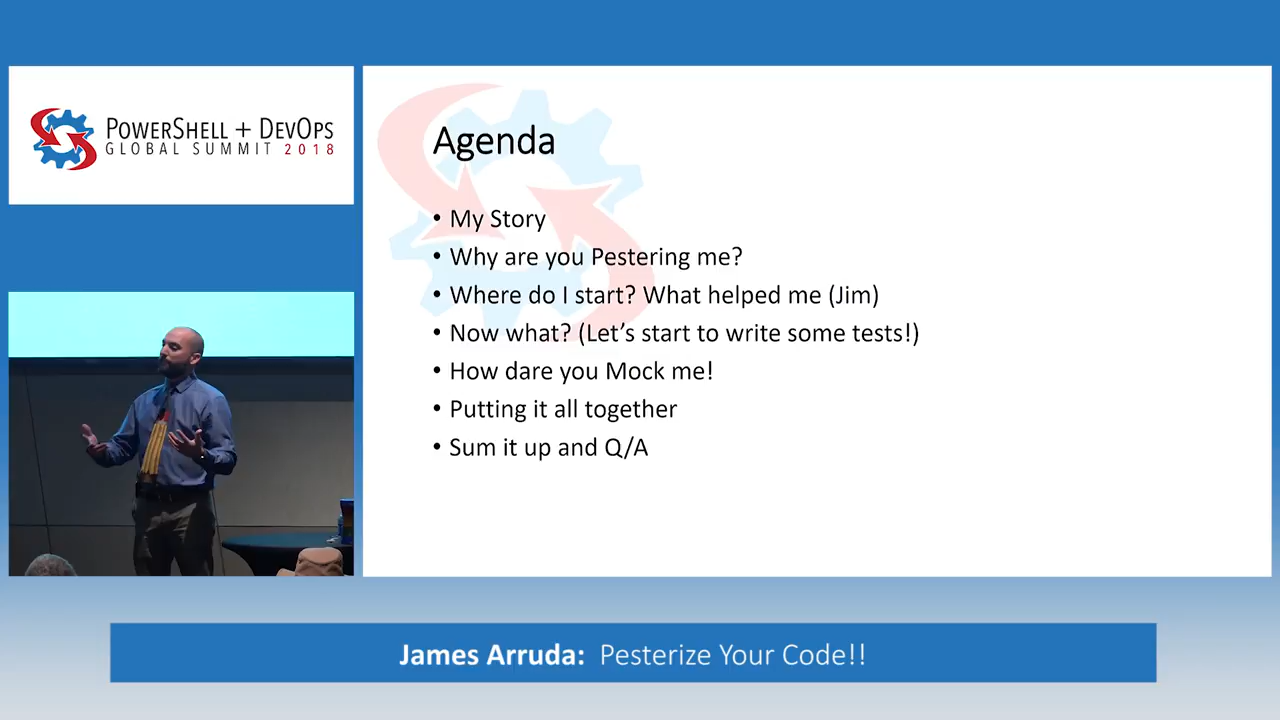 POWERSHELL + DEVOPS
GLOBAL SUMMIT 2018
Agenda
• My Story
• Why are you Pestering me?
• Where do I start? What helped me (Jim)
• Now what? (Let's start to write some tests!)
• How dare you Mock me!
• Putting it all together
• Sum it up and Q/A
James Arruda: Pesterize Your Code!!